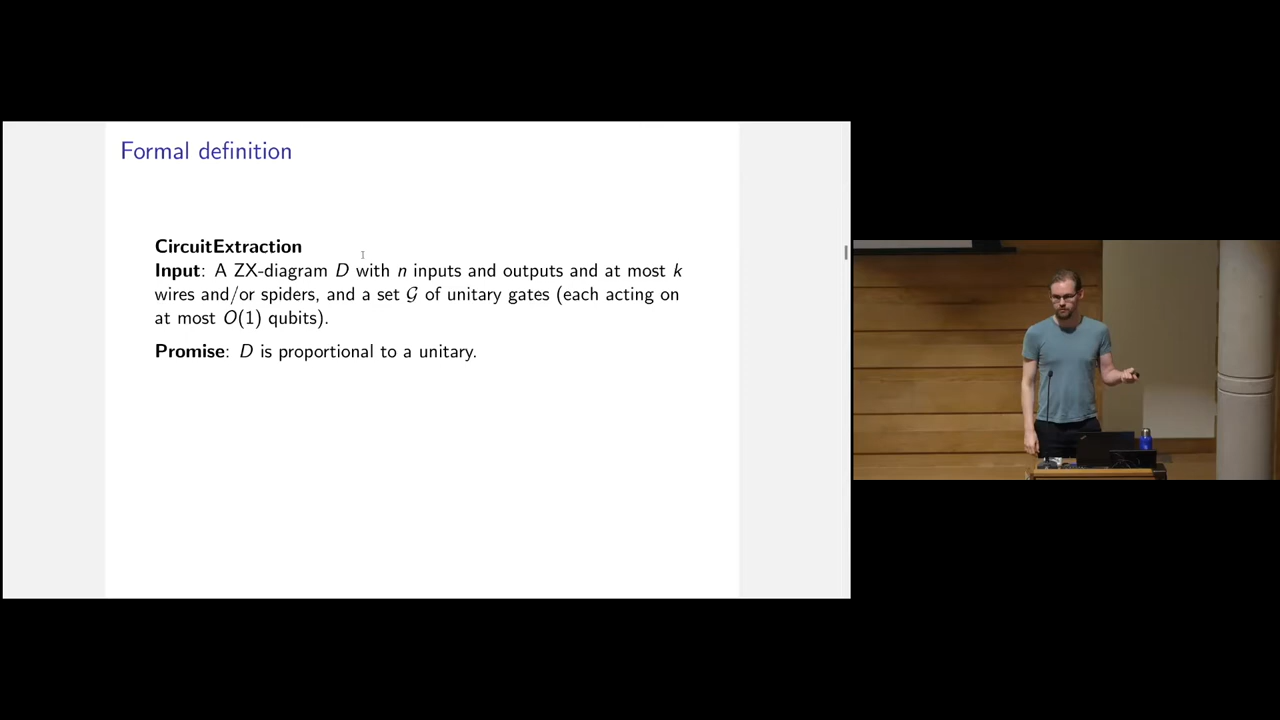 Formal definition
CircuitExtraction
Input: A ZX-diagram D with n inputs and outputs and at most k
wires and/or spiders, and a set 𝒢 of unitary gates (each acting on
at most O(1) qubits).
Promise: D is proportional to a unitary.